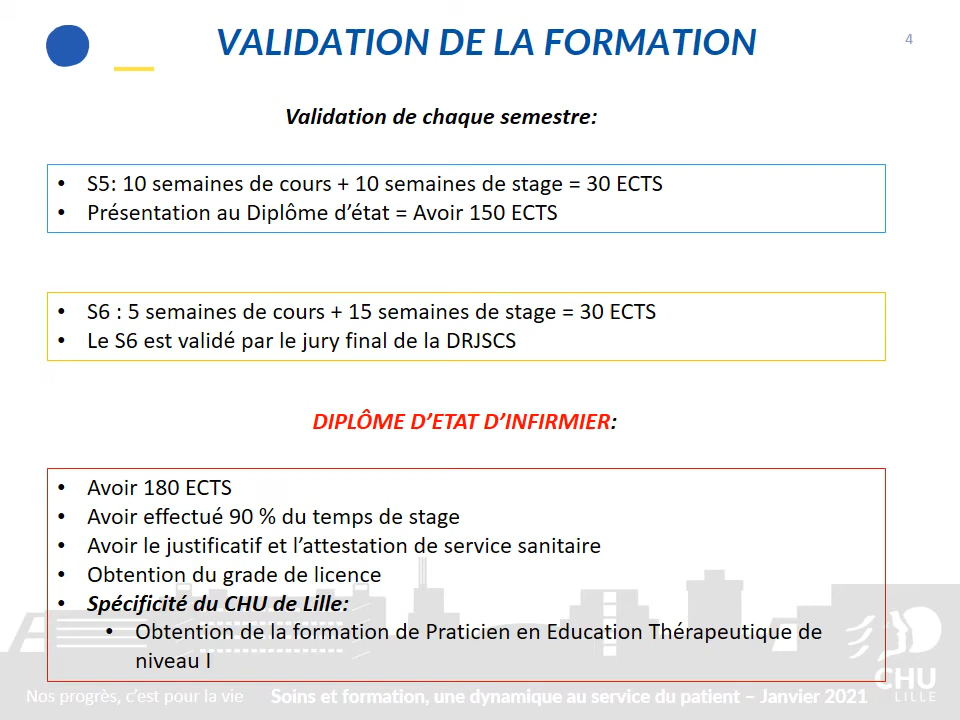 VALIDATION DE LA FORMATION
4
Validation de chaque semestre:
• S5: 10 semaines de cours + 10 semaines de stage = 30 ECTS
• Présentation au Diplôme d’état = Avoir 150 ECTS
• S6 : 5 semaines de cours + 15 semaines de stage = 30 ECTS
• Le S6 est validé par le jury final de la DRJSCS
DIPLÔME D’ETAT D’INFIRMIER:
• Avoir 180 ECTS
• Avoir effectué 90 % du temps de stage
• Avoir le justificatif et l’attestation de service sanitaire
• Obtention du grade de licence
• Spécificité du CHU de Lille:
• Obtention de la formation de Praticien en Education Thérapeutique de
niveau I
Nos progrès, c’est pour la vie
Soins et formation, une dynamique au service du patient – Janvier 2021
CHU
LILLE